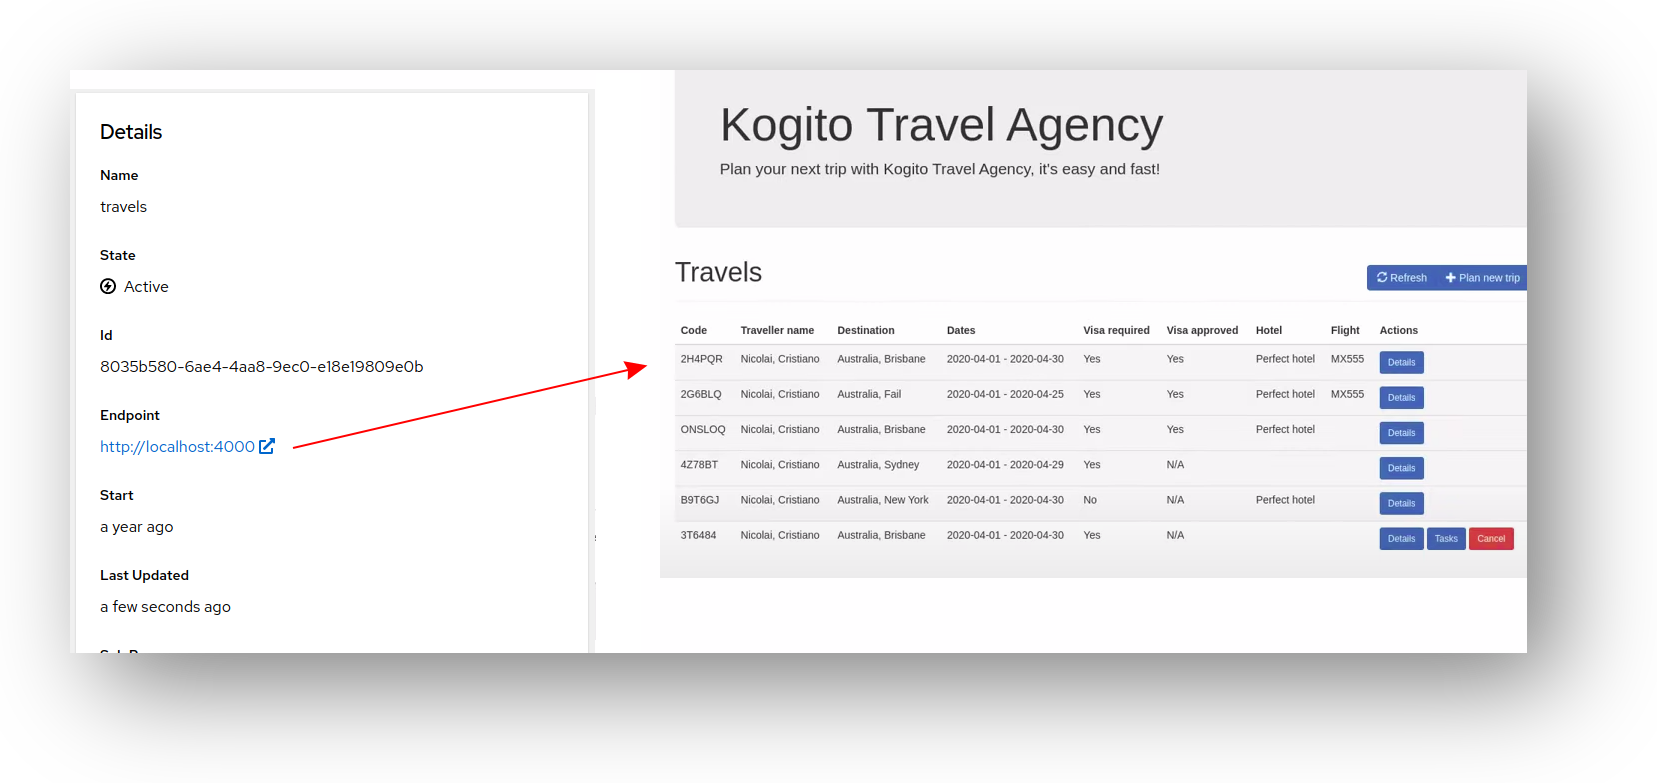 Details
Name
travels
State
Active
Id
8035b580-6ae4-4aa8-9ec0-e18e19809e0b
Endpoint
http://localhost:4000
Start
a year ago
Last Updated
a few seconds ago
Kogito Travel Agency
Plan your next trip with Kogito Travel Agency, it's easy and fast!
Travels
Refresh Plan new trip
Code Traveller name Destination Dates Visa required Visa approved Hotel Flight Actions
2H4PQR Nicolai, Cristiano Australia, Brisbane 2020-04-01 - 2020-04-30 Yes Yes Perfect hotel MX555 Details
2G6BLQ Nicolai, Cristiano Australia, Fail 2020-04-01 - 2020-04-25 Yes Yes Perfect hotel MX555 Details
ONSLOQ Nicolai, Cristiano Australia, Brisbane 2020-04-01 - 2020-04-30 Yes Yes Perfect hotel Details
4Z78BT Nicolai, Cristiano Australia, Sydney 2020-04-01 - 2020-04-29 Yes N/A Details
B9T6GJ Nicolai, Cristiano Australia, New York 2020-04-01 - 2020-04-30 No N/A Perfect hotel Details
3T6484 Nicolai, Cristiano Australia, Brisbane 2020-04-01 - 2020-04-30 Yes N/A Details Tasks Cancel